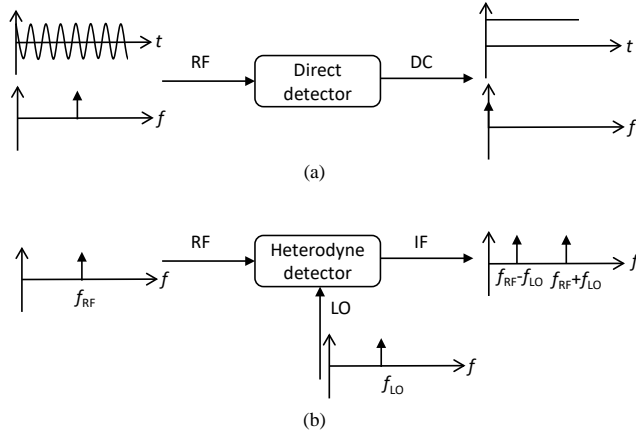 t
RF
Direct
detector
DC
t
f
f
(a)
RF
Heterodyne
detector
IF
f
fRF
LO
fRF-fLO
fRF+fLO
f
f
fLO
(b)